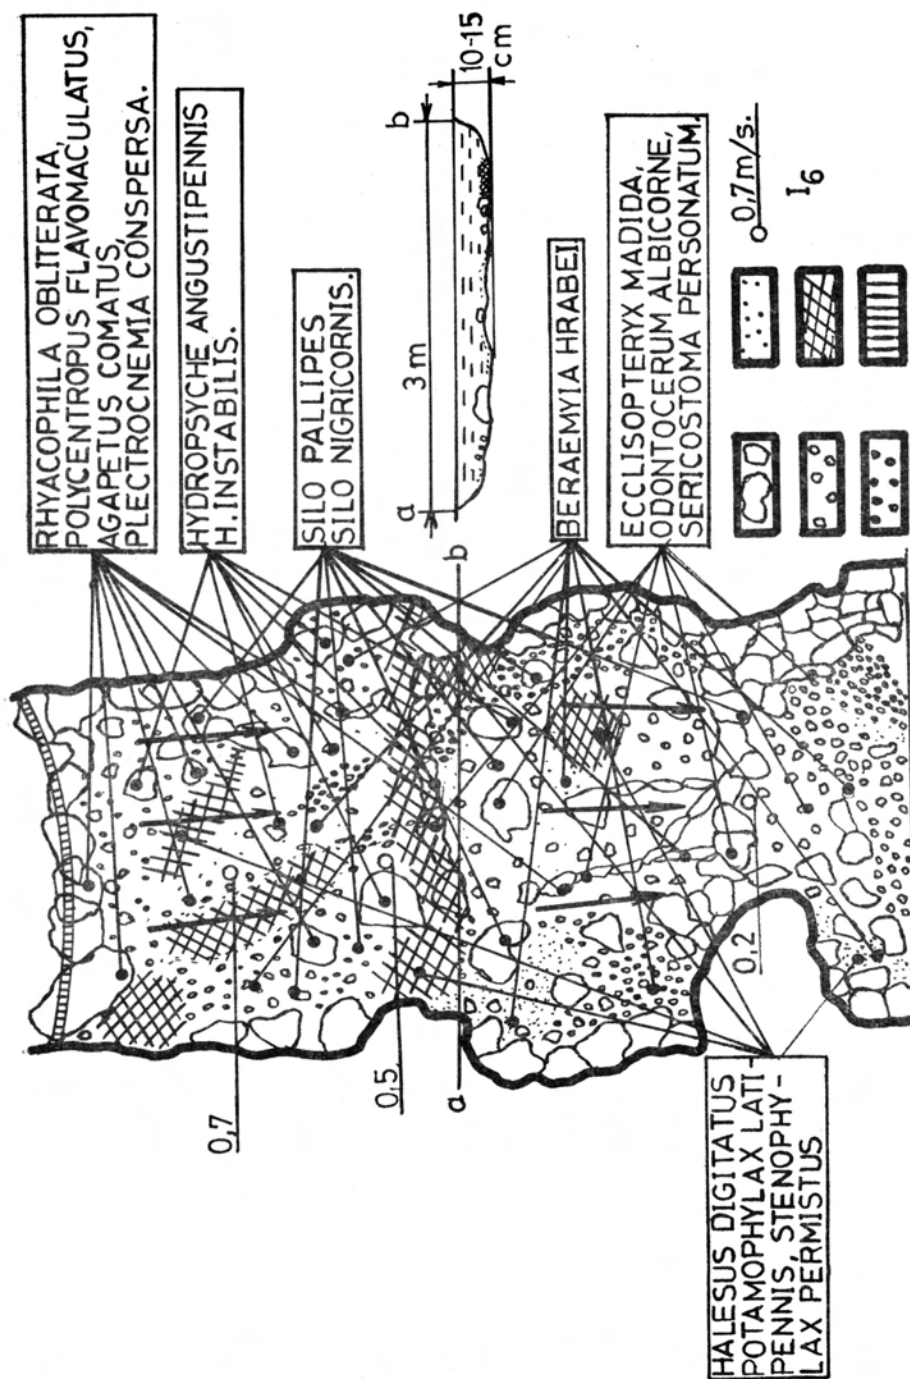 RHYACOPHILA OBLITERATA,
POLYCENTROPUS FLAVOMACULATUS,
AGAPETUS COMATUS,
PLECTROCNEMIA CONSPERSA.
HYDROPSYCHE ANGUSTIPENNIS
H. INSTABILIS.
SILO PALLIPES
SILO NIGRICORNIS.
a
3 m
b
10-15
cm
BERAEMYIA HRABEI
ECCLISOPTERYX MADIDA,
ODONTOCERUM ALBICORNE,
SERICOSTOMA PERSONATUM.
0,7 m/s.
I6
0,7
0,5
a
b
0,2
HALESUS DIGITATUS
POTAMOPHYLAX LATI-
PENNIS, STENOPHY-
LAX PERMISTUS